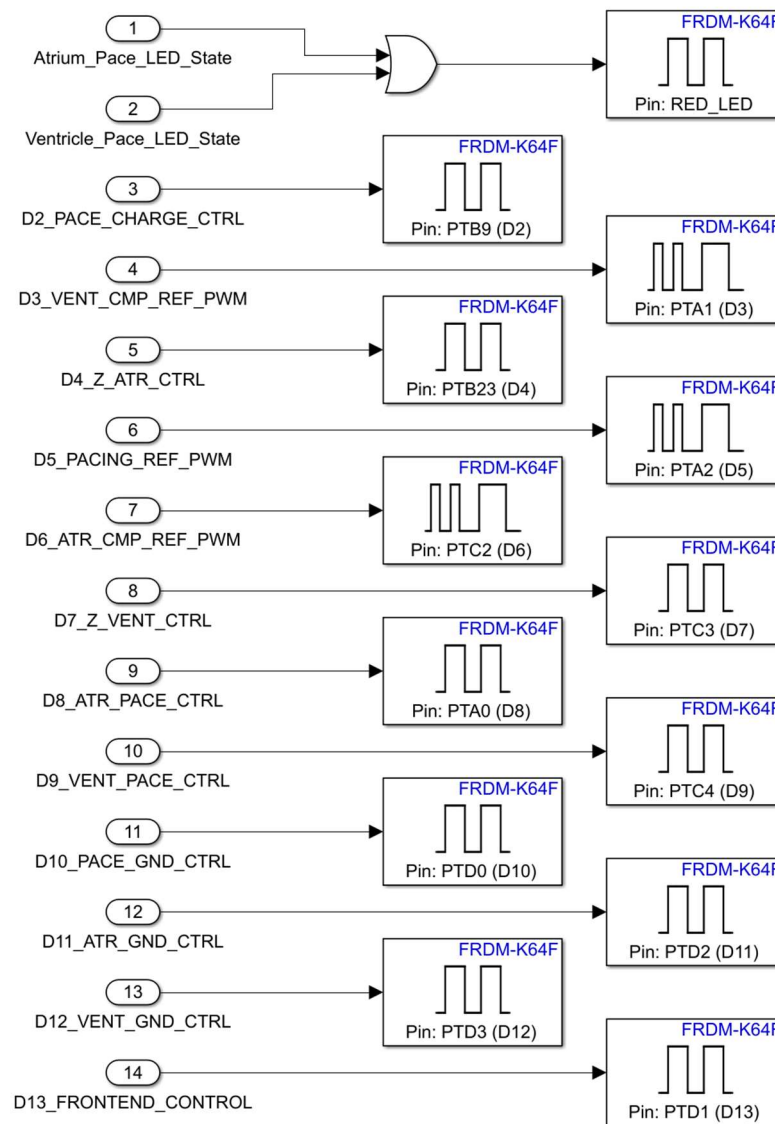 1
Atrium_Pace_LED_State
2
Ventricle_Pace_LED_State
FRDM-K64F
Pin: RED_LED
3
D2_PACE_CHARGE_CTRL
FRDM-K64F
Pin: PTB9 (D2)
4
D3_VENT_CMP_REF_PWM
FRDM-K64F
Pin: PTA1 (D3)
5
D4_Z_ATR_CTRL
FRDM-K64F
Pin: PTB23 (D4)
6
D5_PACING_REF_PWM
FRDM-K64F
Pin: PTA2 (D5)
7
D6_ATR_CMP_REF_PWM
FRDM-K64F
Pin: PTC2 (D6)
8
D7_Z_VENT_CTRL
FRDM-K64F
Pin: PTC3 (D7)
9
D8_ATR_PACE_CTRL
FRDM-K64F
Pin: PTA0 (D8)
10
D9_VENT_PACE_CTRL
FRDM-K64F
Pin: PTC4 (D9)
11
D10_PACE_GND_CTRL
FRDM-K64F
Pin: PTD0 (D10)
12
D11_ATR_GND_CTRL
FRDM-K64F
Pin: PTD2 (D11)
13
D12_VENT_GND_CTRL
FRDM-K64F
Pin: PTD3 (D12)
14
D13_FRONTEND_CONTROL
FRDM-K64F
Pin: PTD1 (D13)